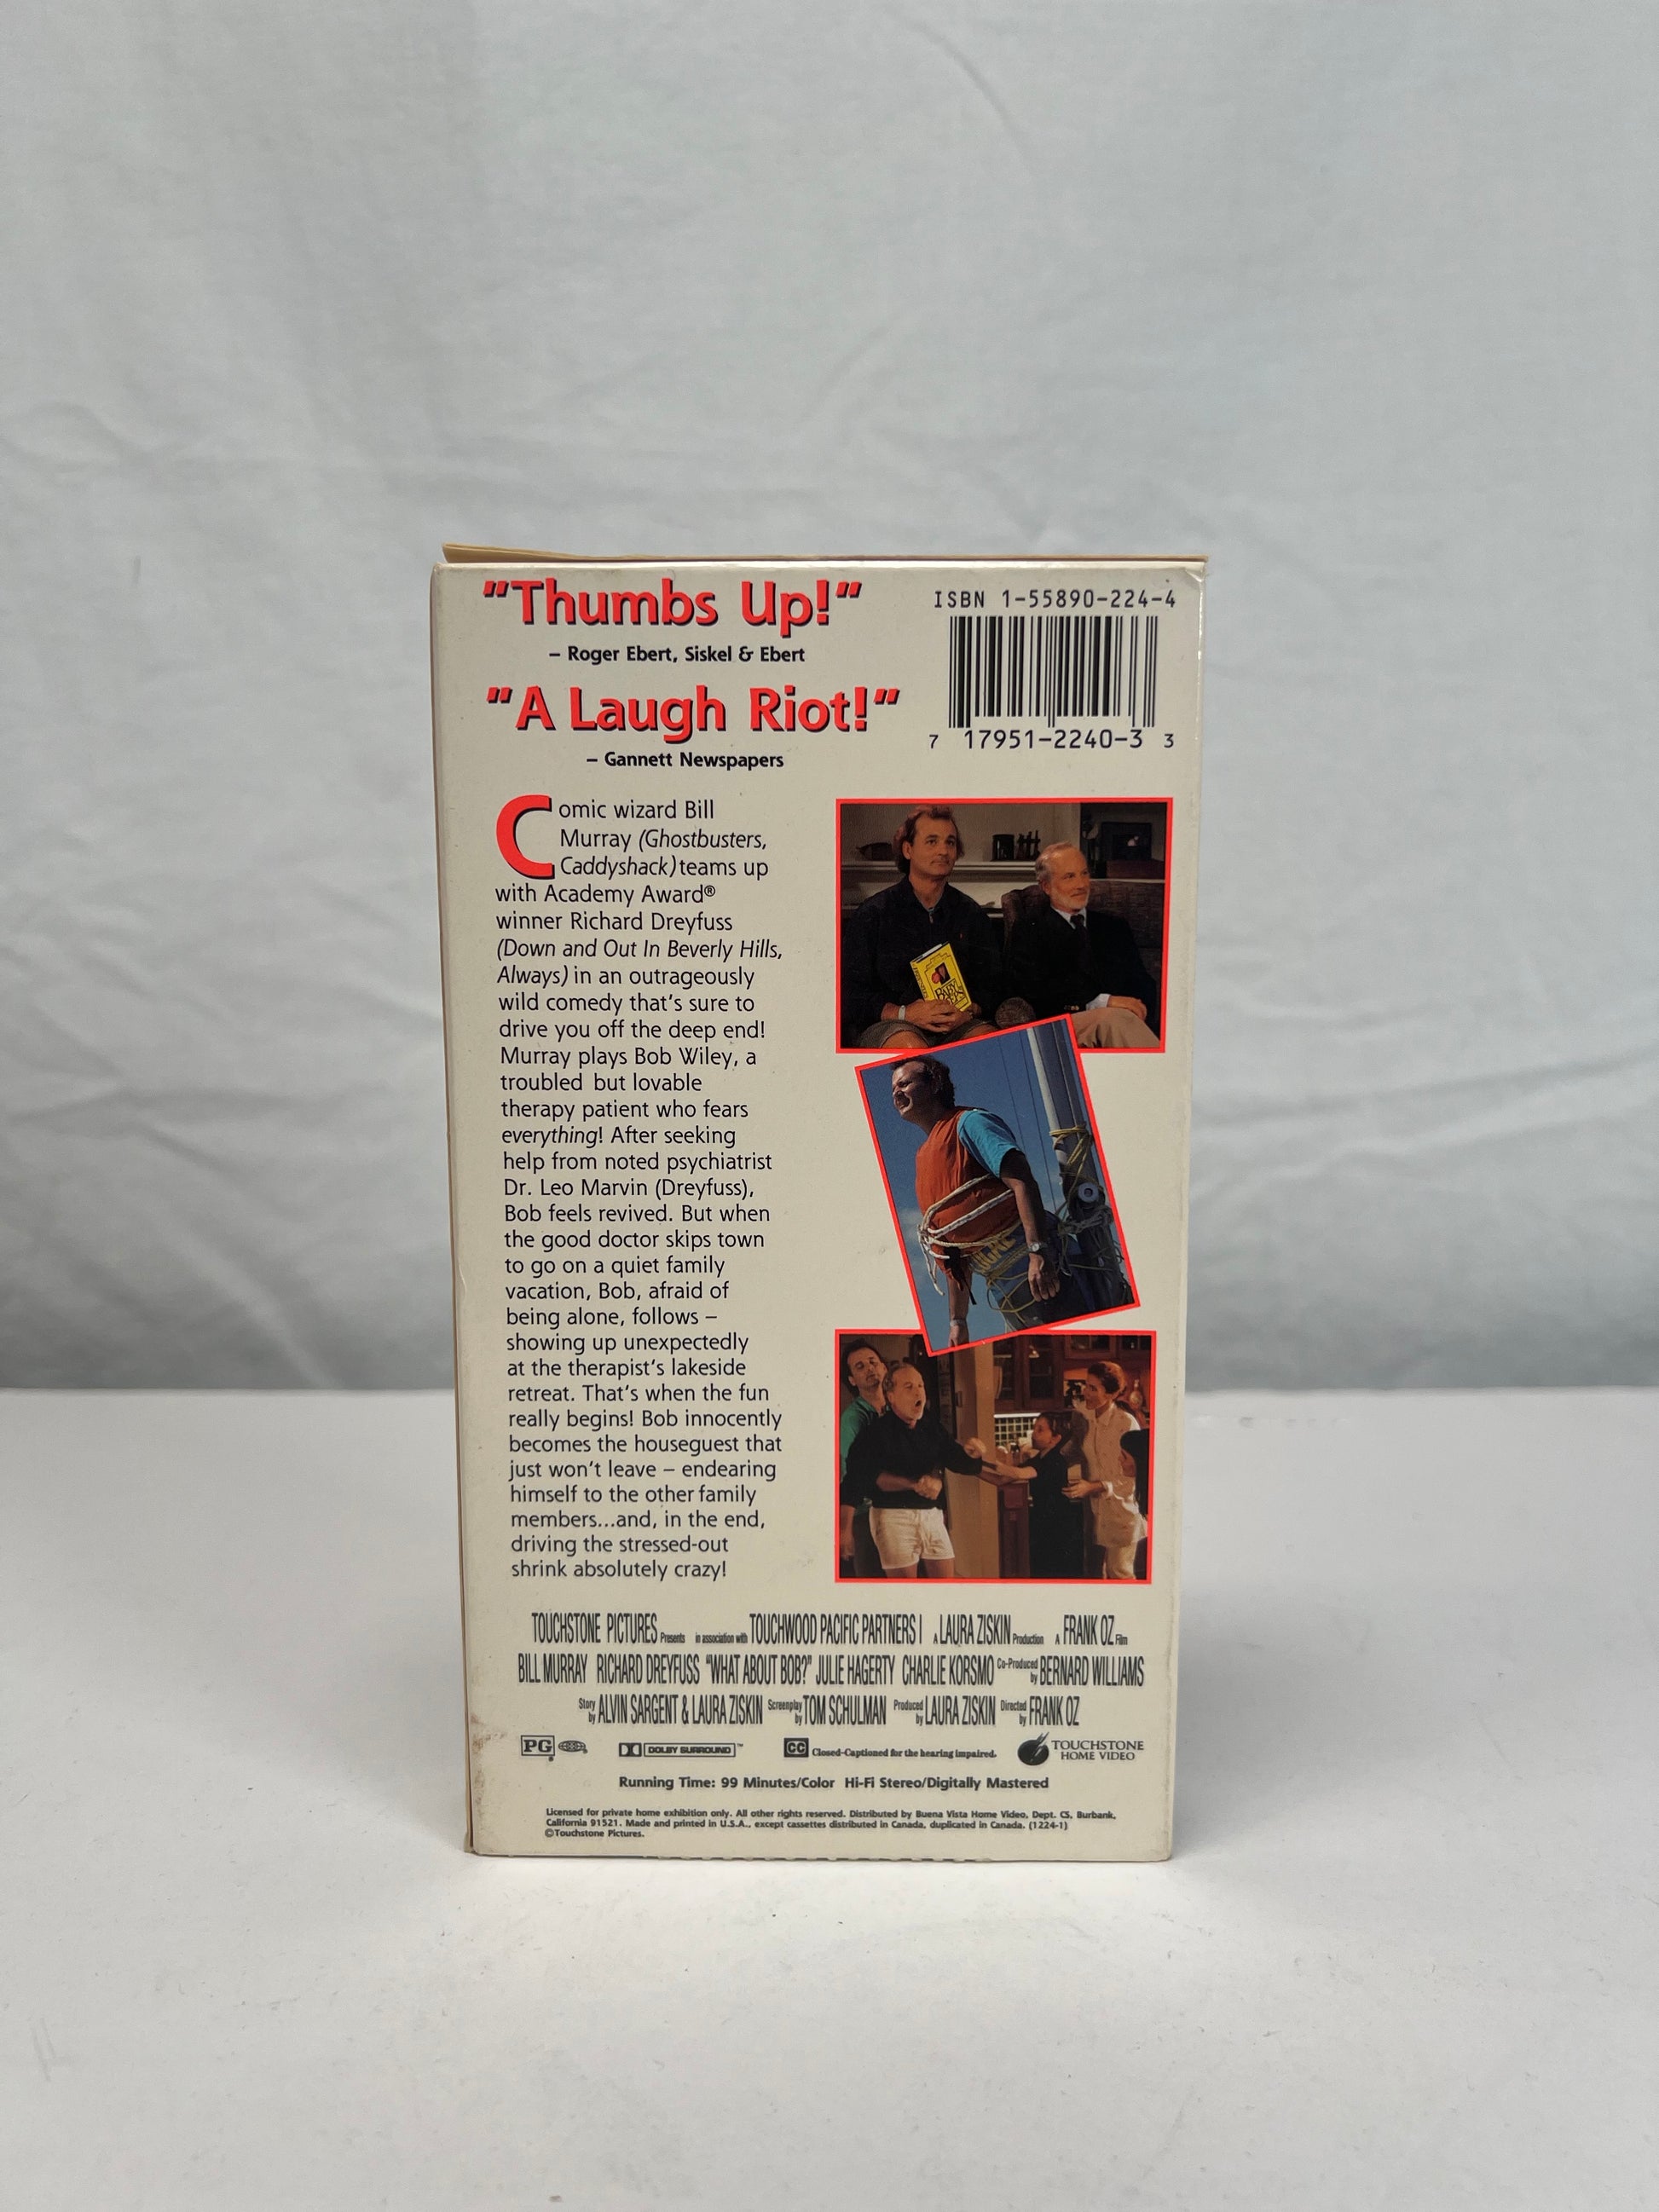 "Thumbs Up!"
– Roger Ebert, Siskel & Ebert
"A Laugh Riot!"
– Gannett Newspapers
ISBN 1-55890-224-4
7 17951-2240-3 3
Comic wizard Bill
Murray (Ghostbusters,
Caddyshack) teams up
with Academy Award®
winner Richard Dreyfuss
(Down and Out In Beverly Hills,
Always) in an outrageously
wild comedy that's sure to
drive you off the deep end!
Murray plays Bob Wiley, a
troubled but lovable
therapy patient who fears
everything! After seeking
help from noted psychiatrist
Dr. Leo Marvin (Dreyfuss),
Bob feels revived. But when
the good doctor skips town
to go on a quiet family
vacation, Bob, afraid of
being alone, follows –
showing up unexpectedly
at the therapist's lakeside
retreat. That's when the fun
really begins! Bob innocently
becomes the houseguest that
just won't leave – endearing
himself to the other family
members...and, in the end,
driving the stressed-out
shrink absolutely crazy!
TOUCHSTONE PICTURES Presents in association with TOUCHWOOD PACIFIC PARTNERS I A LAURA ZISKIN Production A FRANK OZ Film
BILL MURRAY RICHARD DREYFUSS "WHAT ABOUT BOB?" JULIE HAGERTY CHARLIE KORSMO Co-Produced by BERNARD WILLIAMS
Story by ALVIN SARGENT & LAURA ZISKIN Screenplay by TOM SCHULMAN Produced by LAURA ZISKIN Directed by FRANK OZ
PG DOLBY SURROUND™ CC Closed-Captioned for the hearing impaired. TOUCHSTONE
HOME VIDEO
Running Time: 99 Minutes/Color Hi-Fi Stereo/Digitally Mastered
Licensed for private home exhibition only. All other rights reserved. Distributed by Buena Vista Home Video, Dept. CS, Burbank,
California 91521. Made and printed in U.S.A., except cassettes distributed in Canada, duplicated in Canada. (1224-1)
©Touchstone Pictures.